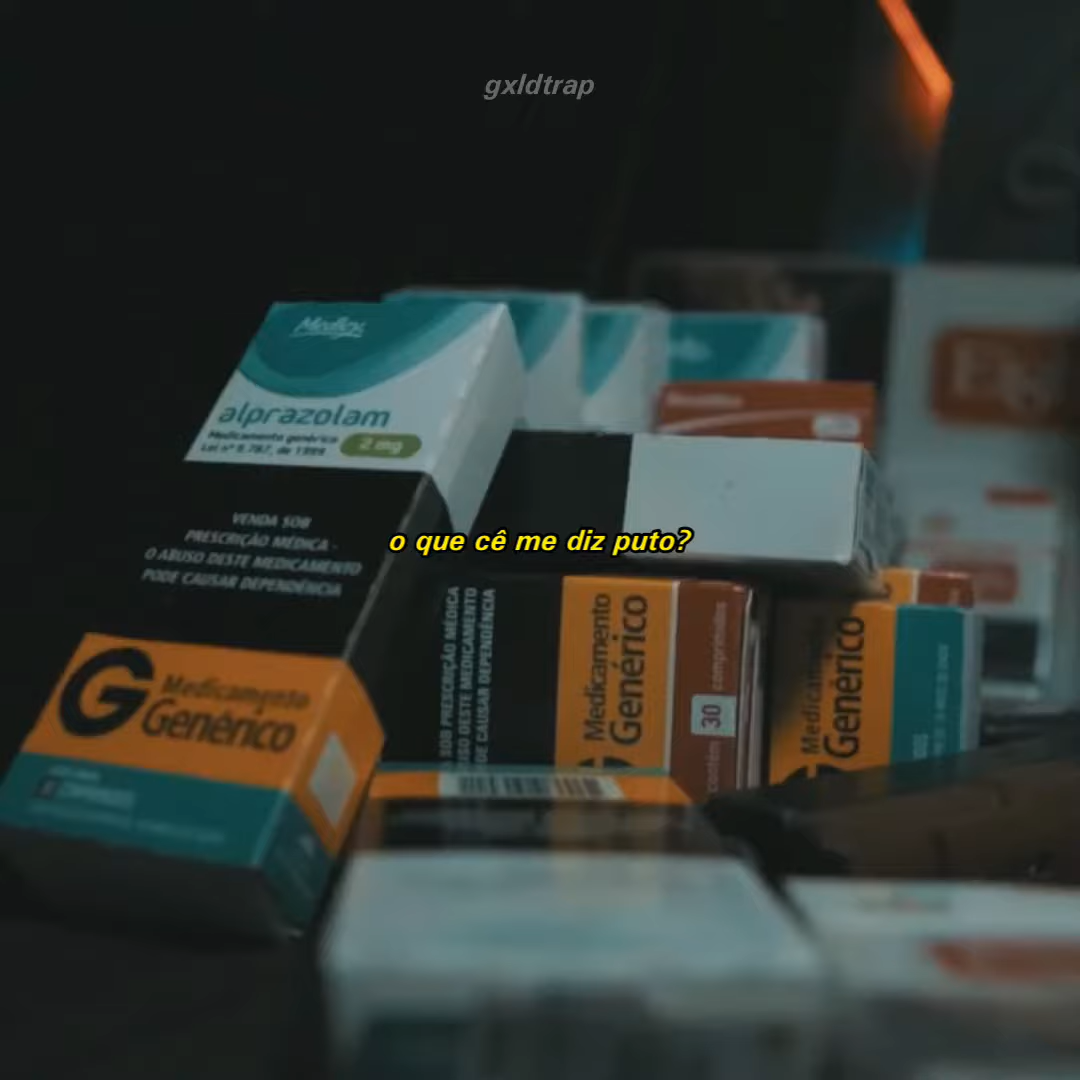 gxldtrap
Medley
alprazolam
Medicamento genérico
Lei nº 9.787, de 1999
2 mg
VENDA SOB
PRESCRIÇÃO MÉDICA -
O ABUSO DESTE MEDICAMENTO
PODE CAUSAR DEPENDÊNCIA
o que cê me diz puto?
G Medicamento
Genérico
SOB PRESCRIÇÃO MÉDICA
DESTE MEDICAMENTO
DE CAUSAR DEPENDÊNCIA
Medicamento
Genérico
30 comprimidos
Genérico